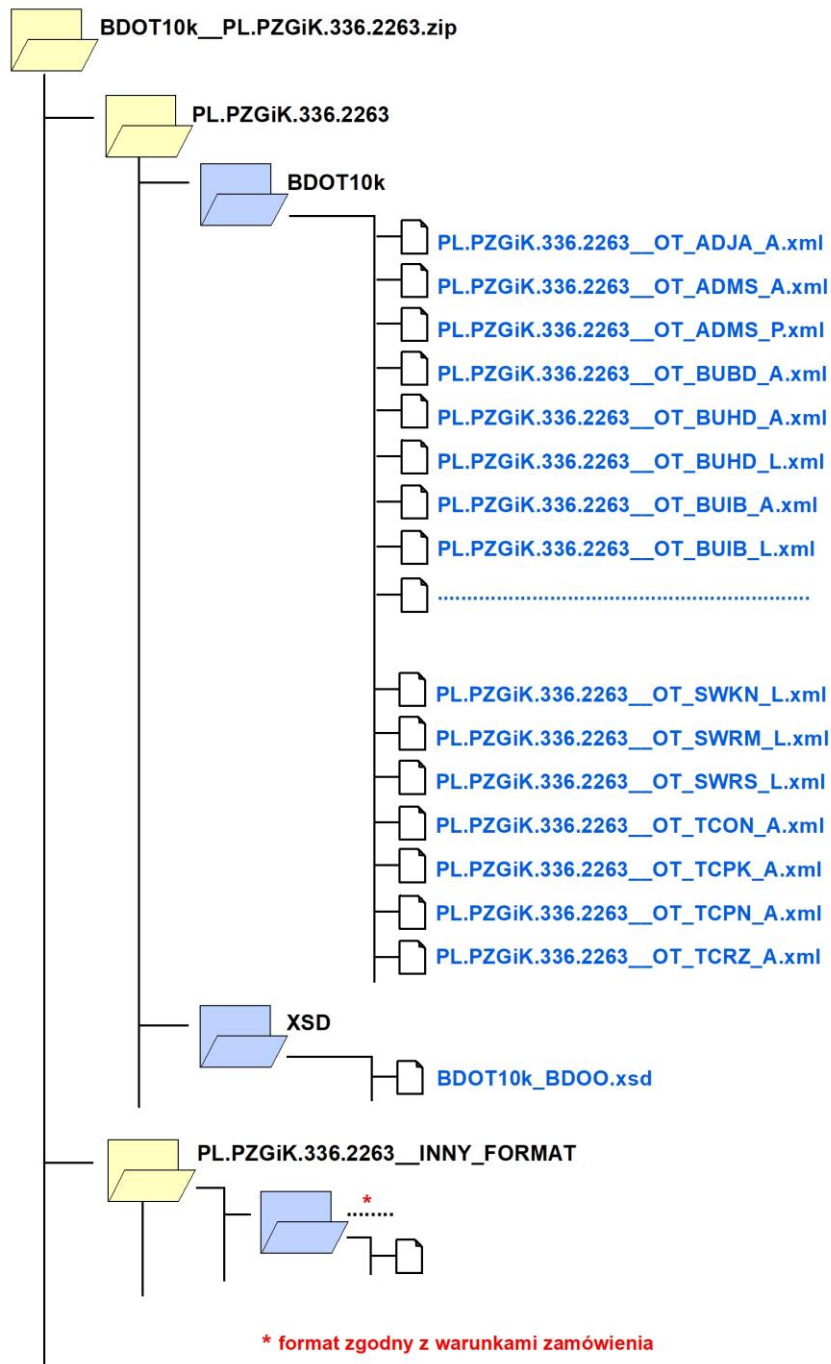 BDOT10k__PL.PZGiK.336.2263.zip
PL.PZGiK.336.2263
BDOT10k
PL.PZGiK.336.2263__OT_ADJA_A.xml
PL.PZGiK.336.2263__OT_ADMS_A.xml
PL.PZGiK.336.2263__OT_ADMS_P.xml
PL.PZGiK.336.2263__OT_BUBD_A.xml
PL.PZGiK.336.2263__OT_BUHD_A.xml
PL.PZGiK.336.2263__OT_BUHD_L.xml
PL.PZGiK.336.2263__OT_BUIB_A.xml
PL.PZGiK.336.2263__OT_BUIB_L.xml
................................................................
PL.PZGiK.336.2263__OT_SWKN_L.xml
PL.PZGiK.336.2263__OT_SWRM_L.xml
PL.PZGiK.336.2263__OT_SWRS_L.xml
PL.PZGiK.336.2263__OT_TCON_A.xml
PL.PZGiK.336.2263__OT_TCPK_A.xml
PL.PZGiK.336.2263__OT_TCPN_A.xml
PL.PZGiK.336.2263__OT_TCRZ_A.xml
XSD
BDOT10k_BDOO.xsd
PL.PZGiK.336.2263__INNY_FORMAT
*
........
* format zgodny z warunkami zamówienia